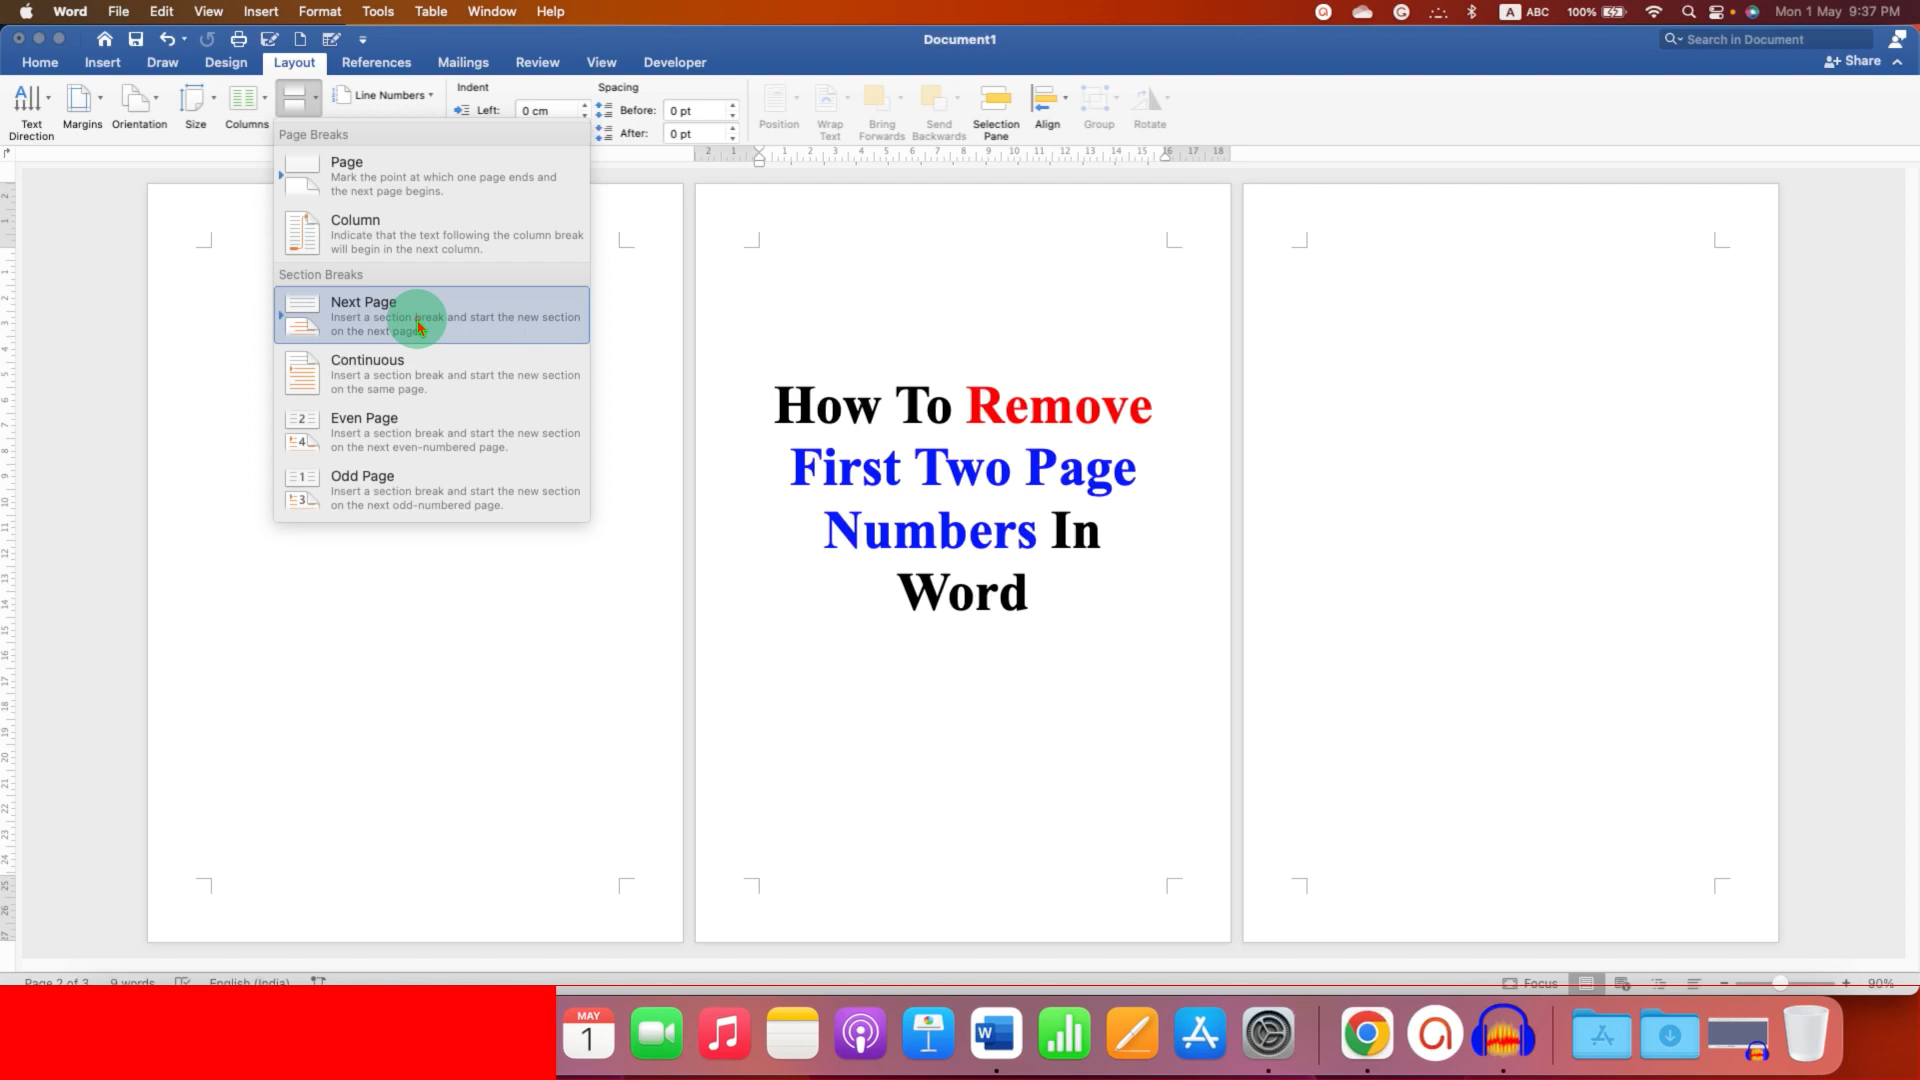 Word File Edit View Insert Format Tools Table Window Help
A ABC 100% Mon 1 May 9:37 PM
Document1
Search in Document
Home Insert Draw Design Layout References Mailings Review View Developer
Share
Text Direction
Margins
Orientation
Size
Columns
Line Numbers
Indent
Left: 0 cm
Spacing
Before: 0 pt
After: 0 pt
Position
Wrap Text
Bring Forwards
Send Backwards
Selection Pane
Align
Group
Rotate
Page Breaks
Page
Mark the point at which one page ends and
the next page begins.
Column
Indicate that the text following the column break
will begin in the next column.
Section Breaks
Next Page
Insert a section break and start the new section
on the next page.
Continuous
Insert a section break and start the new section
on the same page.
Even Page
Insert a section break and start the new section
on the next even-numbered page.
Odd Page
Insert a section break and start the new section
on the next odd-numbered page.
How To Remove
First Two Page
Numbers In
Word
Page 2 of 3 9 words English (India)
Focus
90%
MAY
1
W